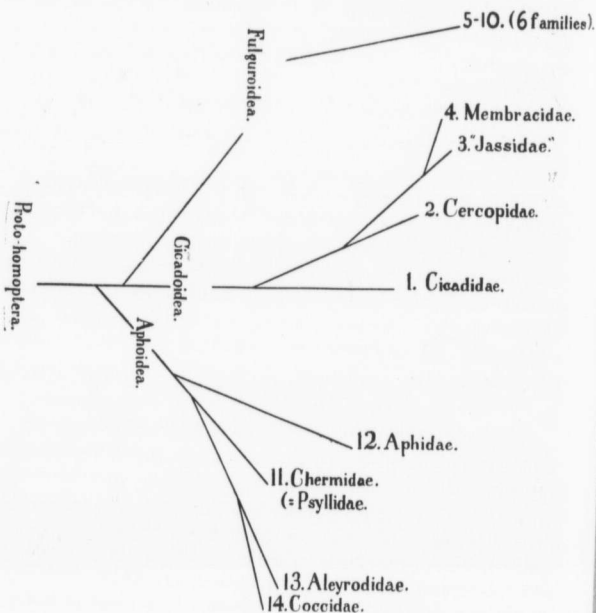 5-10. (6 families).
Fulguroidea.
4. Membracidae.
3. "Jassidae."
2. Cercopidae.
Proto-homoptera.
Cicadoidea.
1. Cicadidae.
Aphoidea.
12. Aphidae.
11. Chermidae.
(=Psyllidae.
13. Aleyrodidae.
14. Coccidae.